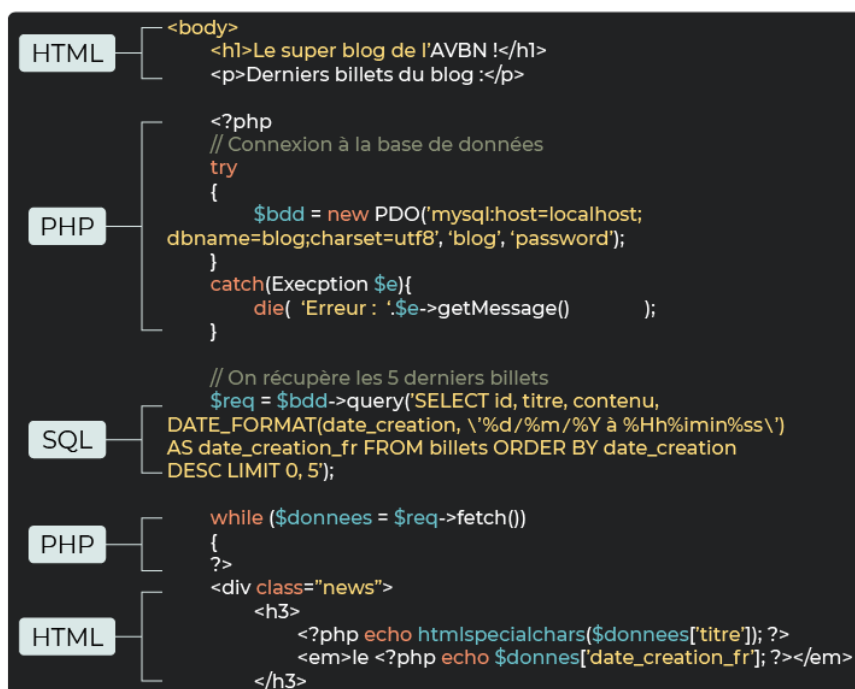 HTML
<body>
<h1>Le super blog de l’AVBN !</h1>
<p>Derniers billets du blog :</p>
PHP
<?php
// Connexion à la base de données
try
{
$bdd = new PDO(’mysql:host=localhost;
dbname=blog;charset=utf8’, ‘blog’, ‘password’);
}
catch(Execption $e){
die(  ‘Erreur :  ‘.$e->getMessage()            );
}
// On récupère les 5 derniers billets
SQL
$req = $bdd->query(’SELECT id, titre, contenu,
DATE_FORMAT(date_creation, \’%d/%m/%Y à %Hh%imin%ss\’)
AS date_creation_fr FROM billets ORDER BY date_creation
DESC LIMIT 0, 5’);
PHP
while ($donnees = $req->fetch())
{
?>
HTML
<div class=”news”>
<h3>
<?php echo htmlspecialchars($donnees[’titre’]); ?>
<em>le <?php echo $donnes[’date_creation_fr’]; ?></em>
</h3>